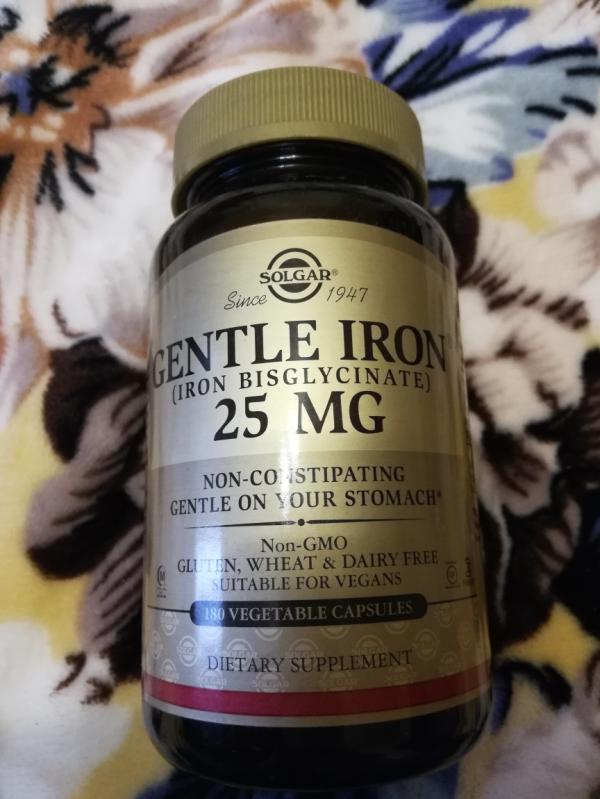 SOLGAR®
Since 1947
GENTLE IRON®
(IRON BISGLYCINATE)
25 MG
NON-CONSTIPATING
GENTLE ON YOUR STOMACH*
Non-GMO
GLUTEN, WHEAT & DAIRY FREE
SUITABLE FOR VEGANS
180 VEGETABLE CAPSULES
DIETARY SUPPLEMENT